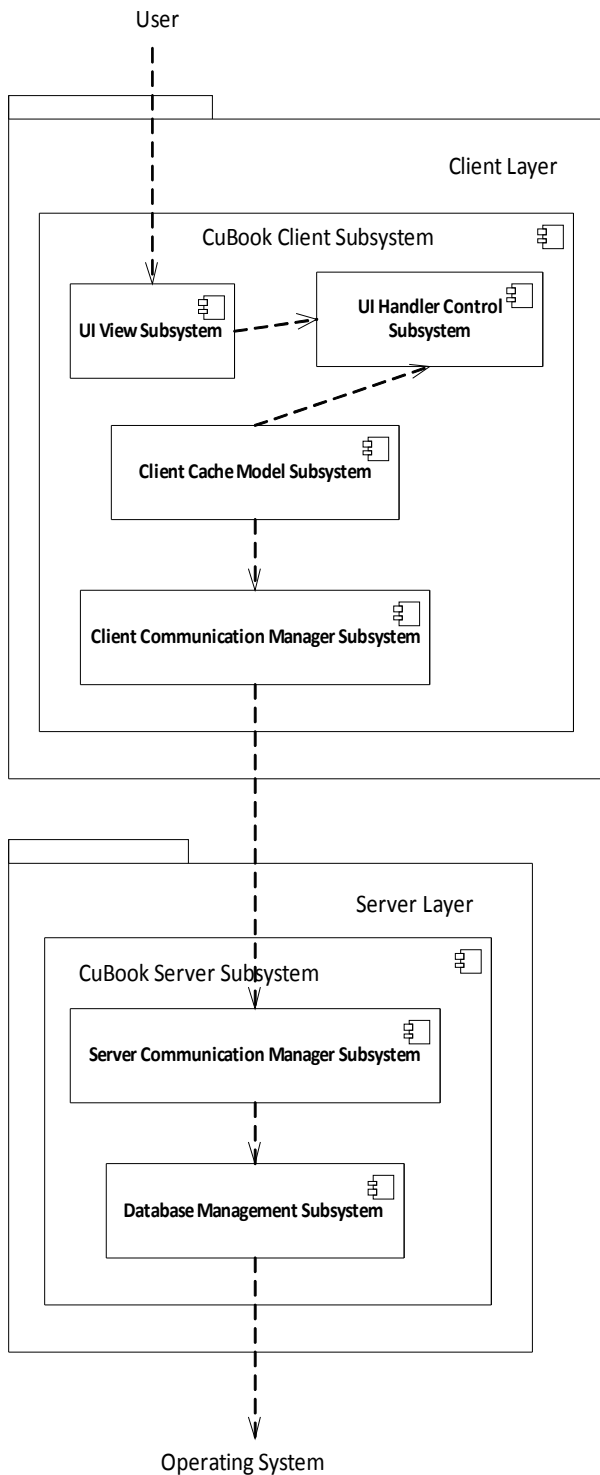 User
Client Layer
CuBook Client Subsystem
UI View Subsystem
UI Handler Control
Subsystem
Client Cache Model Subsystem
Client Communication Manager Subsystem
Server Layer
CuBook Server Subsystem
Server Communication Manager Subsystem
Database Management Subsystem
Operating System